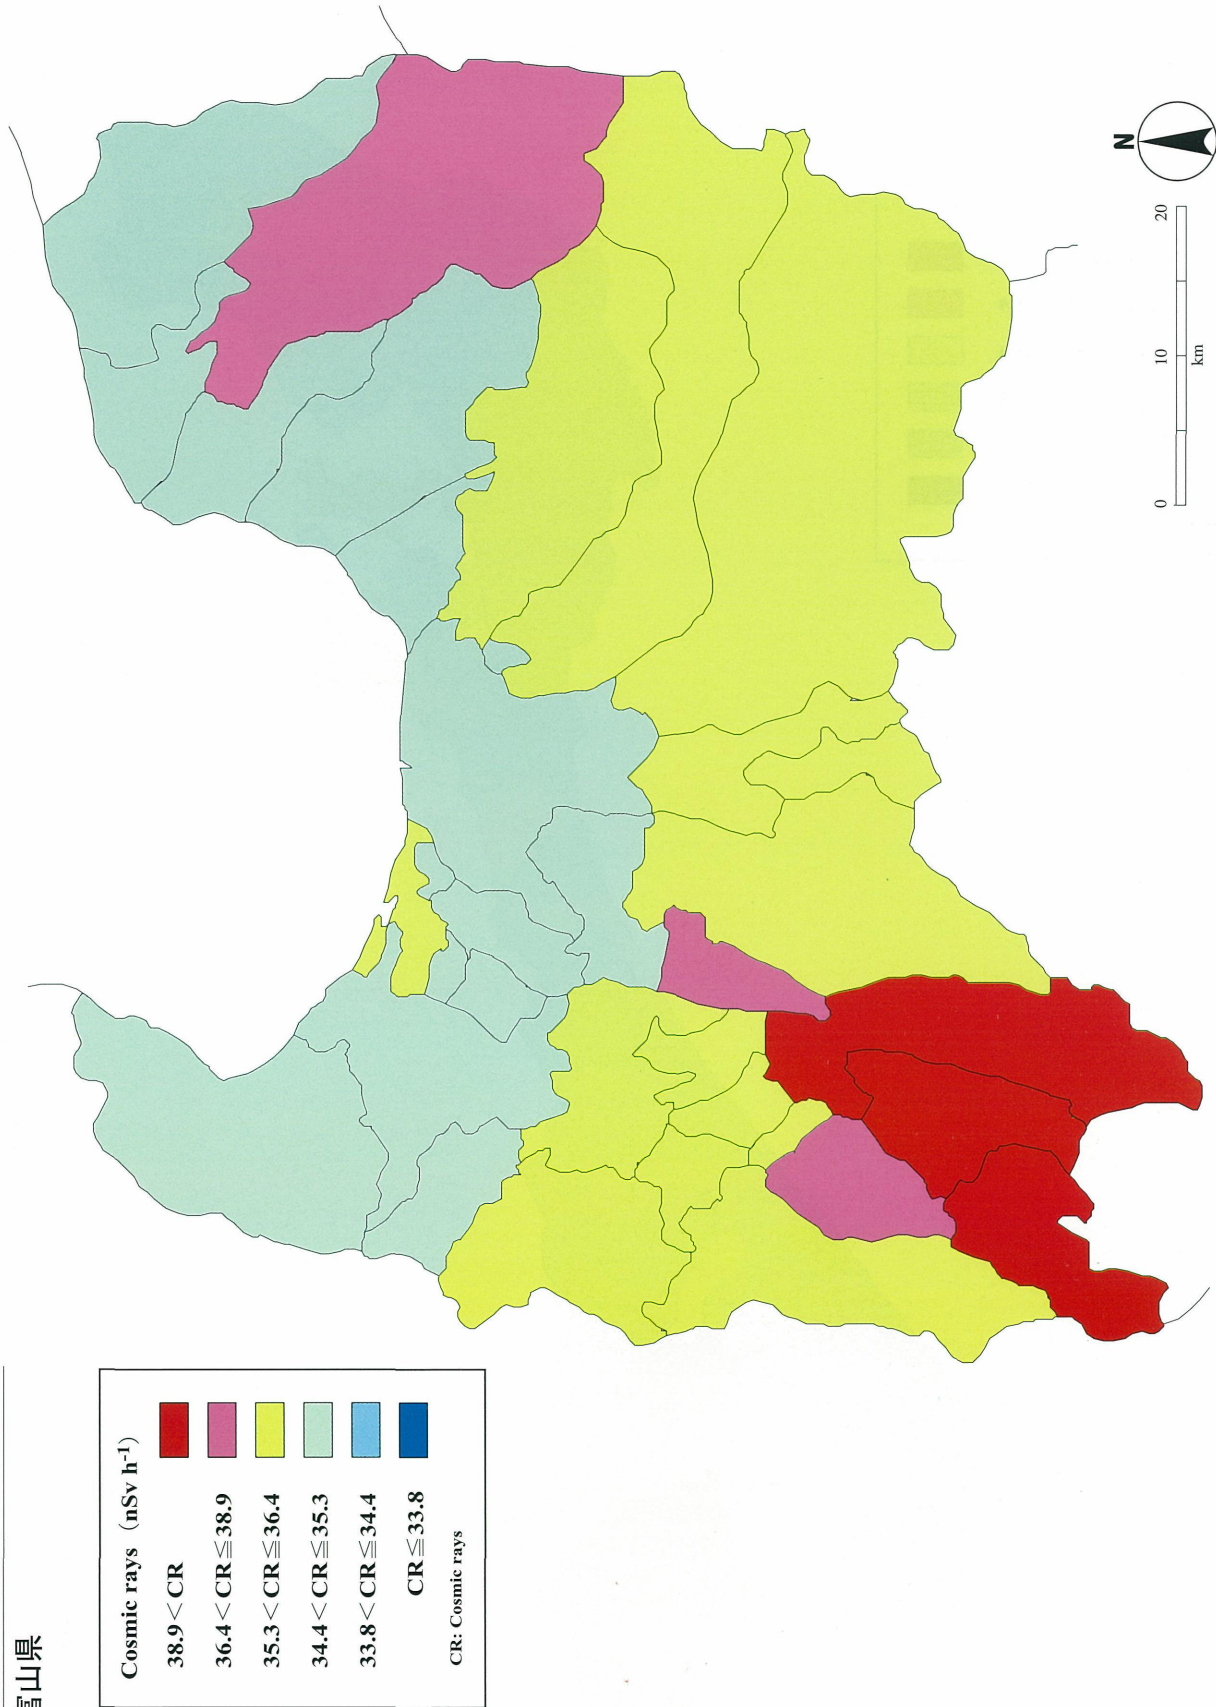 富山県
Cosmic rays (nSv h⁻¹)
38.9＜CR
36.4＜CR≦38.9
35.3＜CR≦36.4
34.4＜CR≦35.3
33.8＜CR≦34.4
CR≦33.8
CR: Cosmic rays
N
0 10 20
km